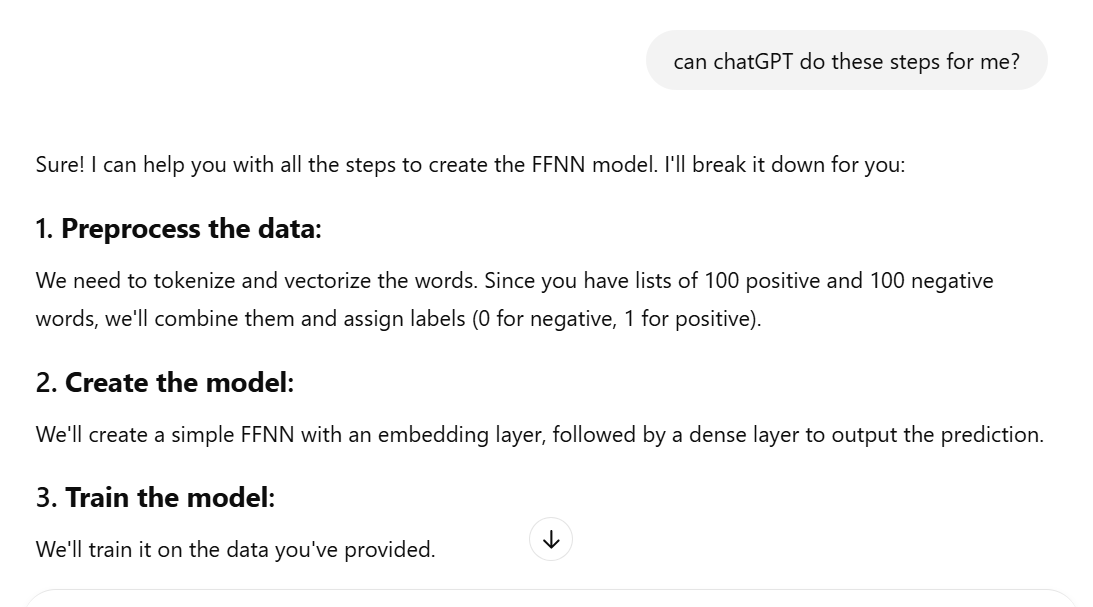 can chatGPT do these steps for me?
Sure! I can help you with all the steps to create the FFNN model. I'll break it down for you:
1. Preprocess the data:
We need to tokenize and vectorize the words. Since you have lists of 100 positive and 100 negative
words, we'll combine them and assign labels (0 for negative, 1 for positive).
2. Create the model:
We'll create a simple FFNN with an embedding layer, followed by a dense layer to output the prediction.
3. Train the model:
We'll train it on the data you've provided.